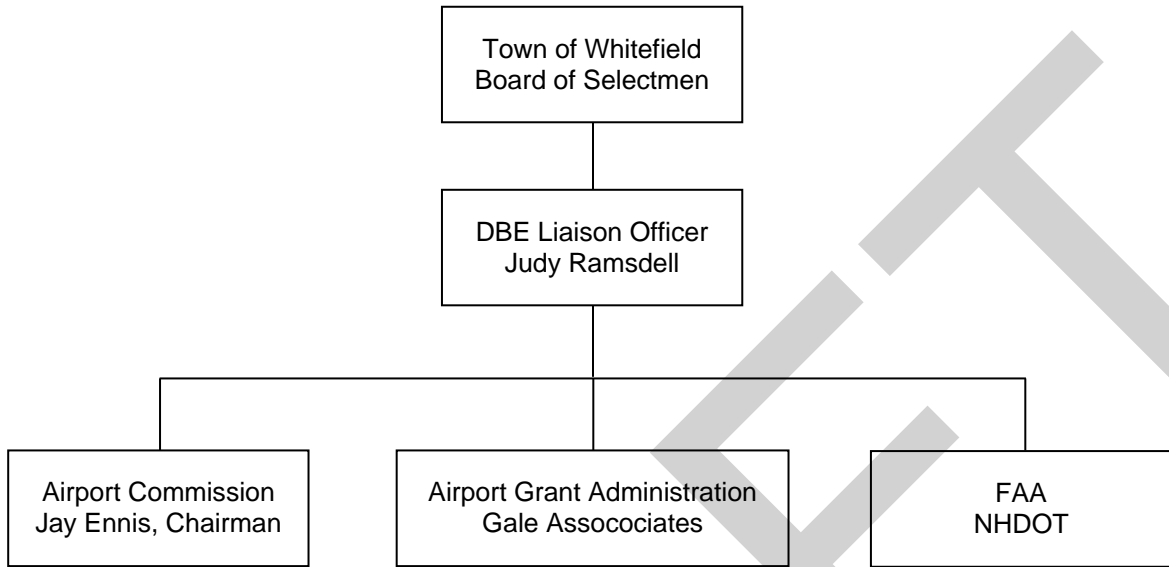 Town of Whitefield
Board of Selectmen
DBE Liaison Officer
Judy Ramsdell
Airport Commission
Jay Ennis, Chairman
Airport Grant Administration
Gale Assocociates
FAA
NHDOT